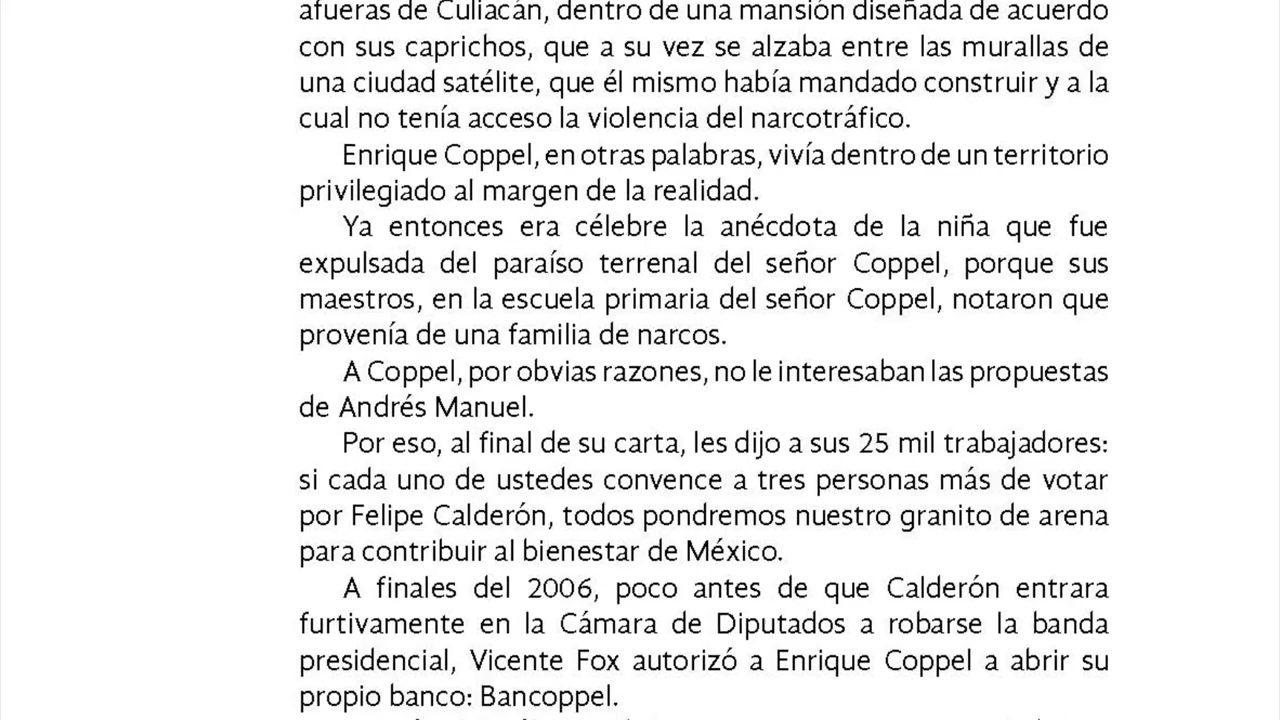 afueras de Culiacán, dentro de una mansión diseñada de acuerdo
con sus caprichos, que a su vez se alzaba entre las murallas de
una ciudad satélite, que él mismo había mandado construir y a la
cual no tenía acceso la violencia del narcotráfico.
Enrique Coppel, en otras palabras, vivía dentro de un territorio
privilegiado al margen de la realidad.
Ya entonces era célebre la anécdota de la niña que fue
expulsada del paraíso terrenal del señor Coppel, porque sus
maestros, en la escuela primaria del señor Coppel, notaron que
provenía de una familia de narcos.
A Coppel, por obvias razones, no le interesaban las propuestas
de Andrés Manuel.
Por eso, al final de su carta, les dijo a sus 25 mil trabajadores:
si cada uno de ustedes convence a tres personas más de votar
por Felipe Calderón, todos pondremos nuestro granito de arena
para contribuir al bienestar de México.
A finales del 2006, poco antes de que Calderón entrara
furtivamente en la Cámara de Diputados a robarse la banda
presidencial, Vicente Fox autorizó a Enrique Coppel a abrir su
propio banco: Bancoppel.